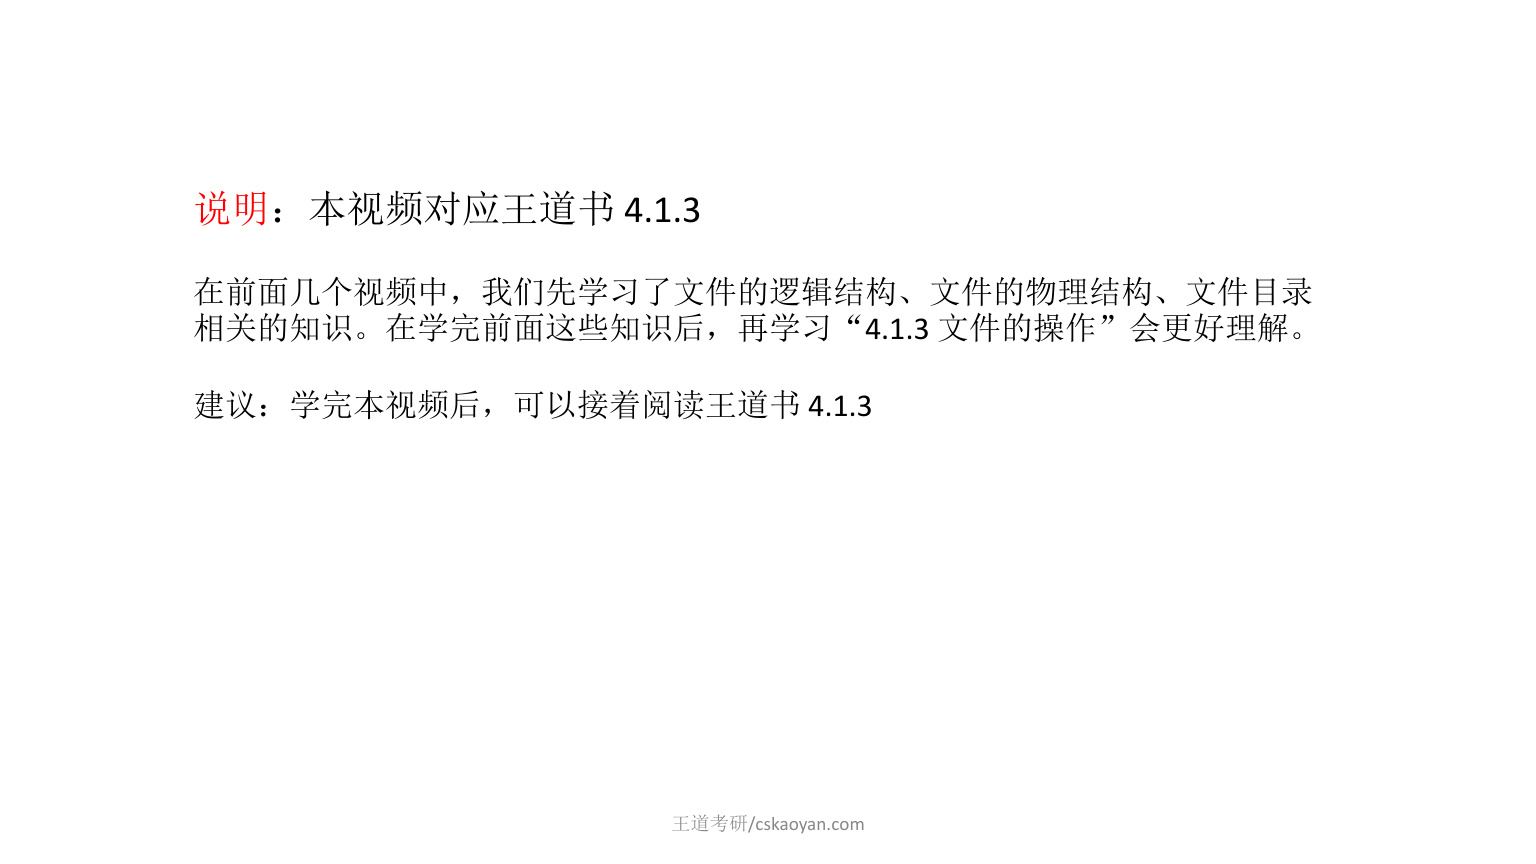 说明：本视频对应王道书 4.1.3
在前面几个视频中，我们先学习了文件的逻辑结构、文件的物理结构、文件目录
相关的知识。在学完前面这些知识后，再学习“4.1.3 文件的操作”会更好理解。
建议：学完本视频后，可以接着阅读王道书 4.1.3
王道考研/cskaoyan.com